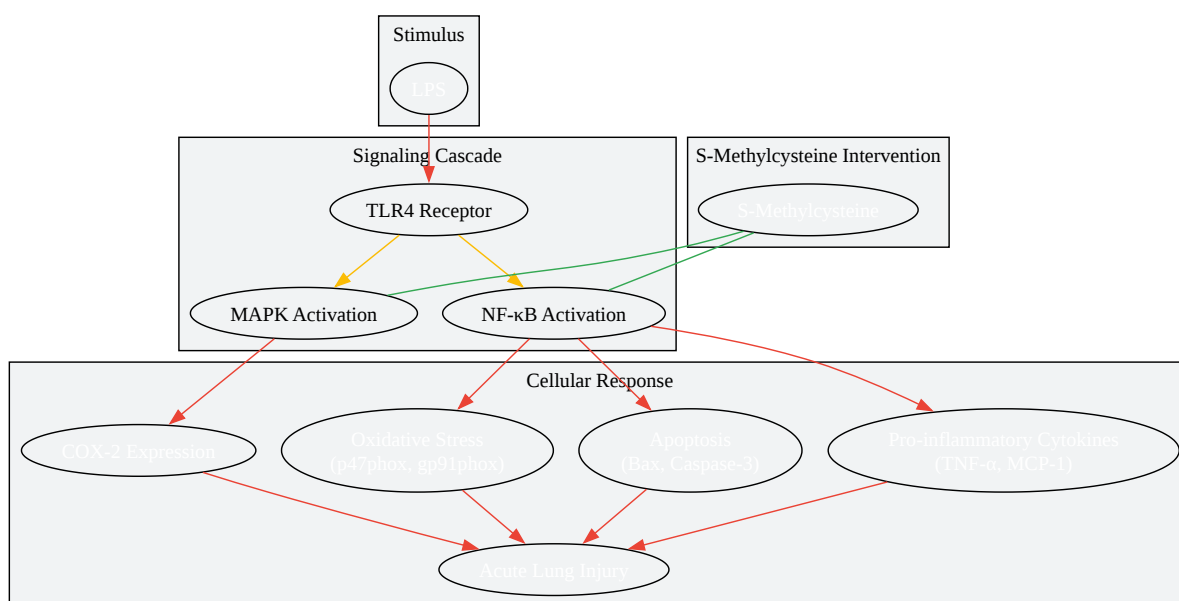 Stimulus
LPS
Signaling Cascade
S-Methylcysteine Intervention
TLR4 Receptor
S-Methylcysteine
MAPK Activation
NF-κB Activation
Cellular Response
COX-2 Expression
Oxidative Stress
(p47phox, gp91phox)
Apoptosis
(Bax, Caspase-3)
Pro-inflammatory Cytokines
(TNF-α, MCP-1)
Acute Lung Injury